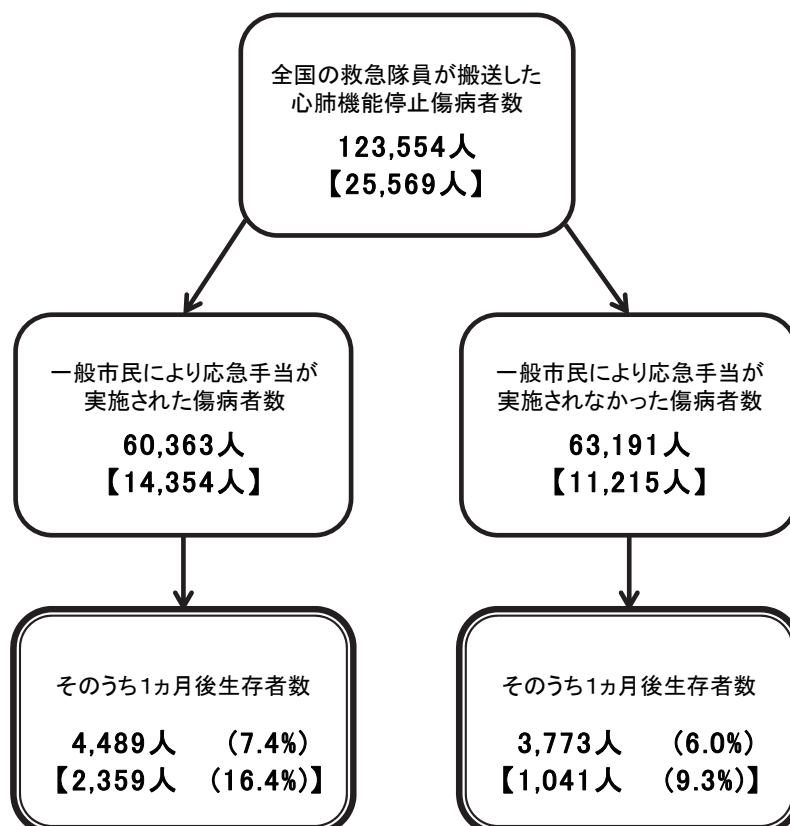 全国の救急隊員が搬送した
心肺機能停止傷病者数
123,554人
【25,569人】
一般市民により応急手当が
実施された傷病者数
60,363人
【14,354人】
一般市民により応急手当が
実施されなかった傷病者数
63,191人
【11,215人】
そのうち1ヵ月後生存者数
4,489人 (7.4%)
【2,359人 (16.4%)】
そのうち1ヵ月後生存者数
3,773人 (6.0%)
【1,041人 (9.3%)】